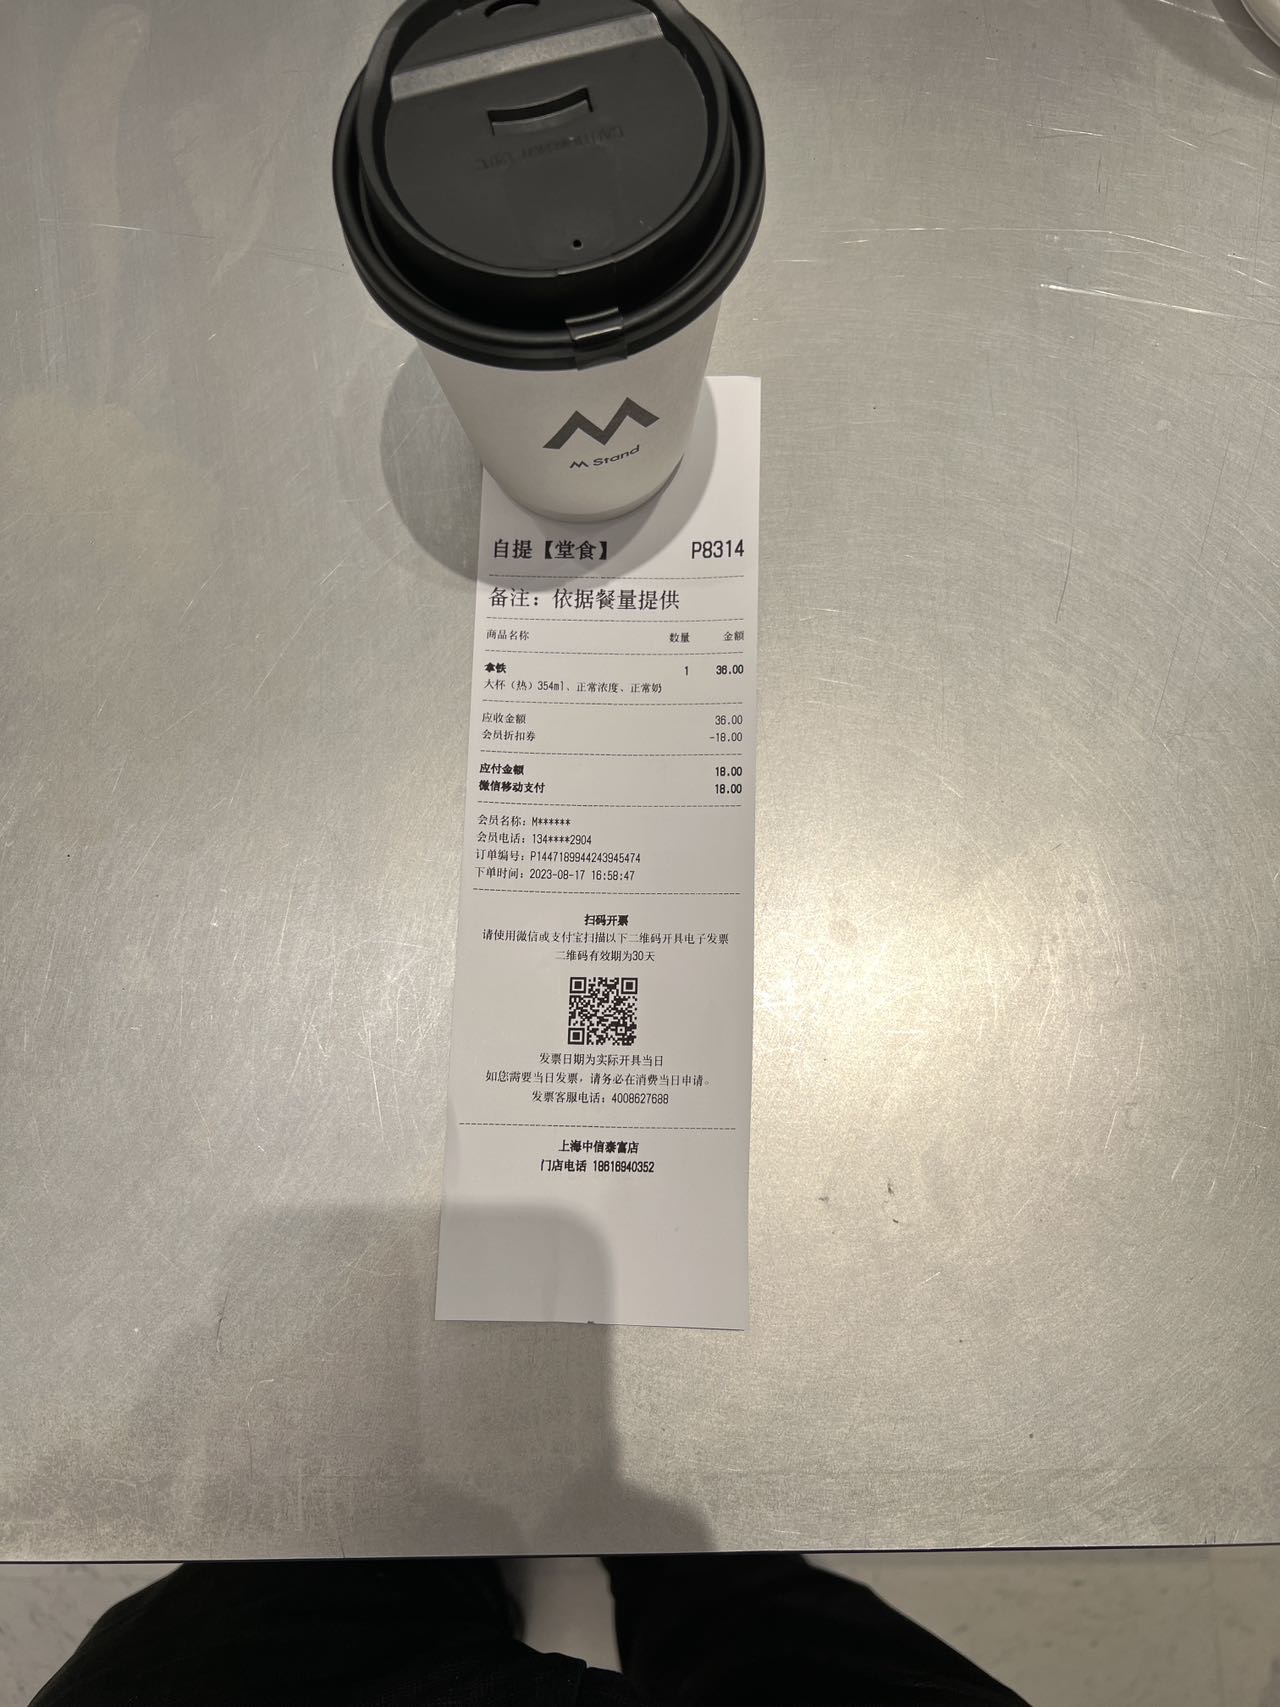 M Stand
自提【堂食】 P8314
备注：依据餐量提供
商品名称 数量 金额
拿铁 1 36.00
大杯（热）354ml、正常浓度、正常奶
应收金额 36.00
会员折扣券 -18.00
应付金额 18.00
微信移动支付 18.00
会员名称：M******
会员电话：134****2904
订单编号：P1447189944243945474
下单时间：2023-08-17 16:58:47
扫码开票
请使用微信或支付宝扫描以下二维码开具电子发票
二维码有效期为30天
发票日期为实际开具当日
如您需要当日发票，请务必在消费当日申请。
发票客服电话：4008627688
上海中信泰富店
门店电话 18616940352